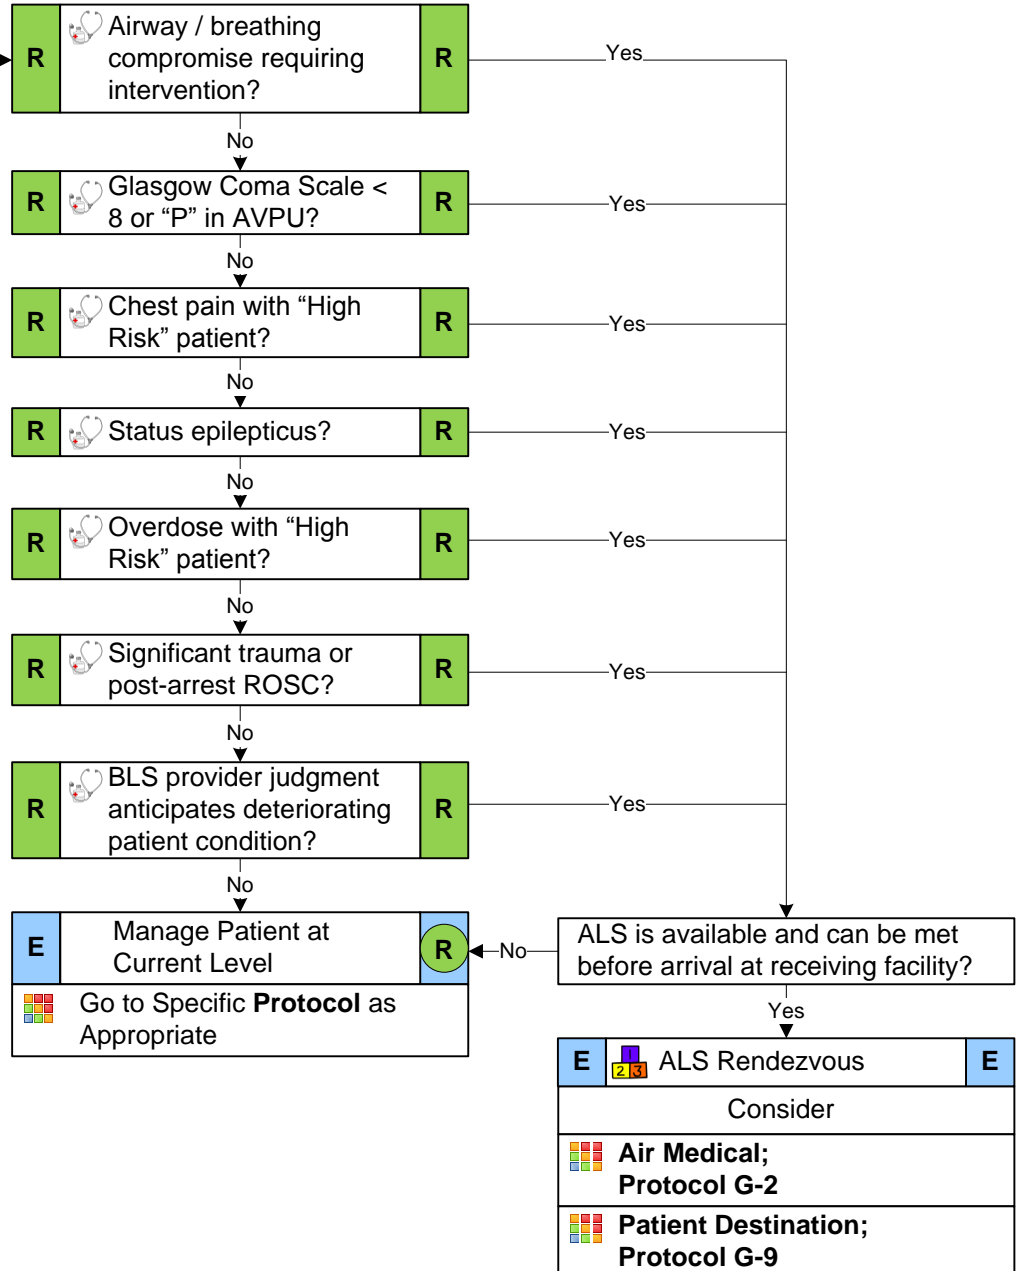 R
Airway / breathing
compromise requiring
intervention?
R
Yes
No
R
Glasgow Coma Scale <
8 or “P” in AVPU?
R
Yes
No
R
Chest pain with “High
Risk” patient?
R
Yes
No
R
Status epilepticus?
R
Yes
No
R
Overdose with “High
Risk” patient?
R
Yes
No
R
Significant trauma or
post-arrest ROSC?
R
Yes
No
R
BLS provider judgment
anticipates deteriorating
patient condition?
R
Yes
No
E
Manage Patient at
Current Level
R
Go to Specific Protocol as
Appropriate
No
ALS is available and can be met
before arrival at receiving facility?
Yes
E
1
2 3
ALS Rendezvous
E
Consider
Air Medical;
Protocol G-2
Patient Destination;
Protocol G-9